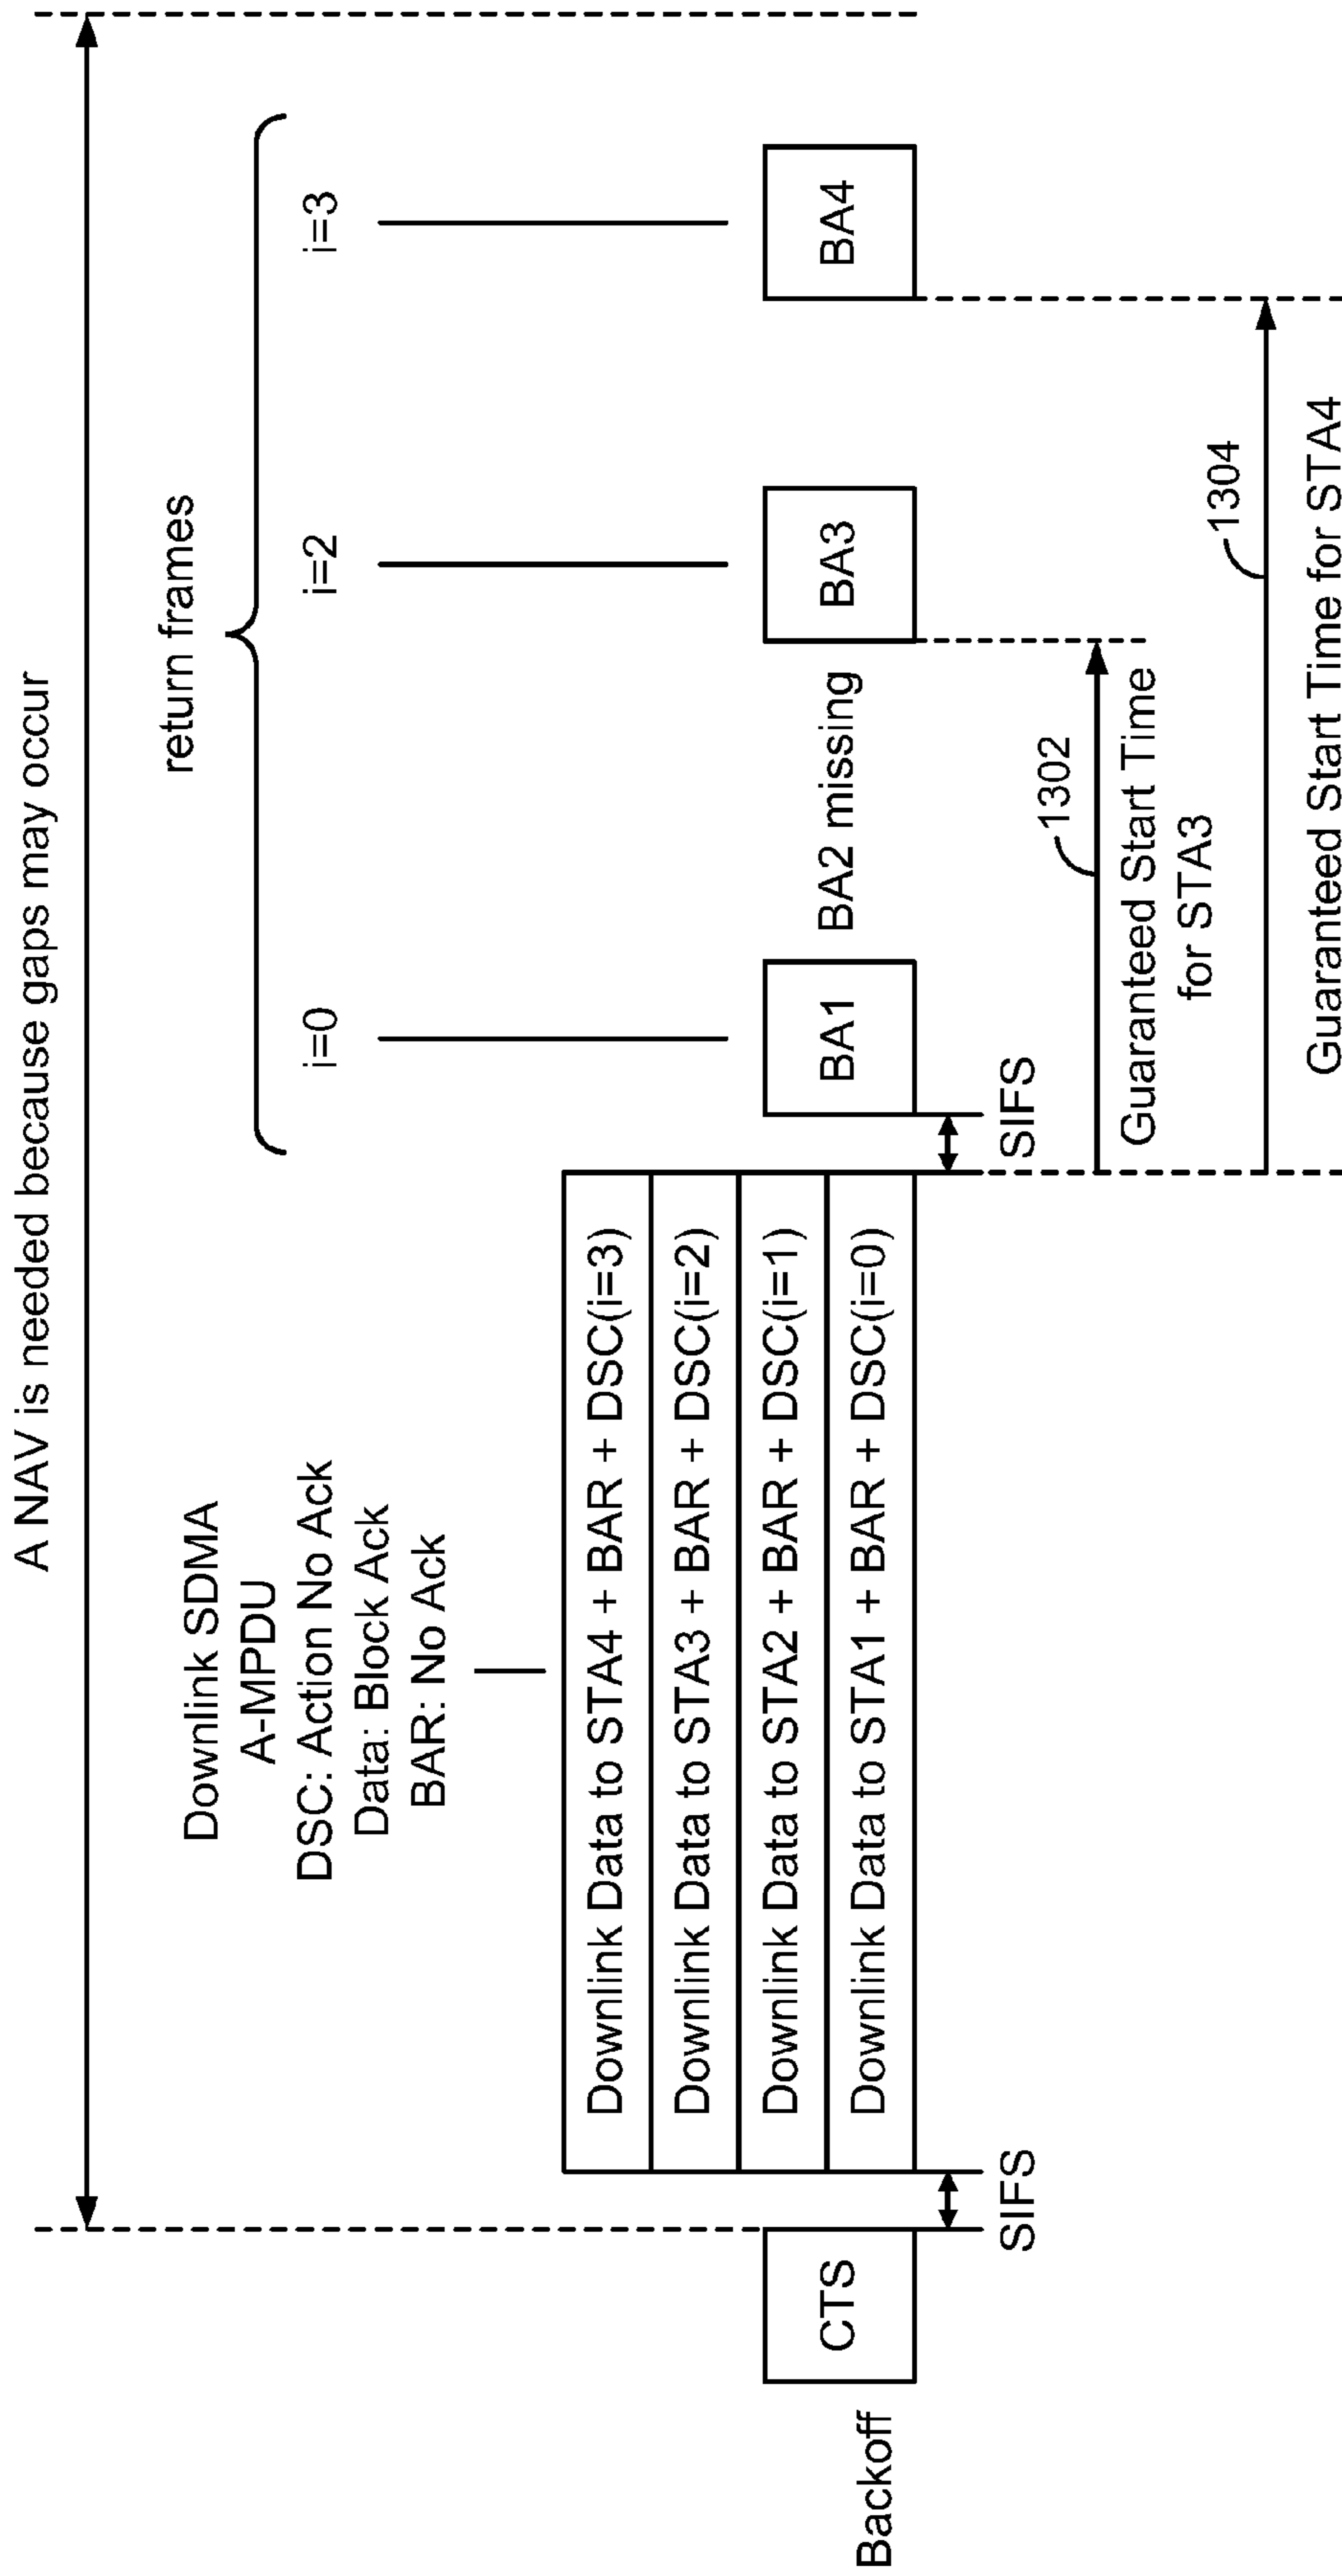 A NAV is needed because gaps may occur
Downlink SDMA
A-MPDU
DSC: Action No Ack
Data: Block Ack
BAR: No Ack
return frames
i=0
i=2
i=3
Downlink Data to STA4 + BAR + DSC(i=3)
Downlink Data to STA3 + BAR + DSC(i=2)
Downlink Data to STA2 + BAR + DSC(i=1)
Downlink Data to STA1 + BAR + DSC(i=0)
Backoff
CTS
BA1
BA2 missing
BA3
BA4
SIFS
SIFS
1302
Guaranteed Start Time
for STA3
1304
Guaranteed Start Time for STA4